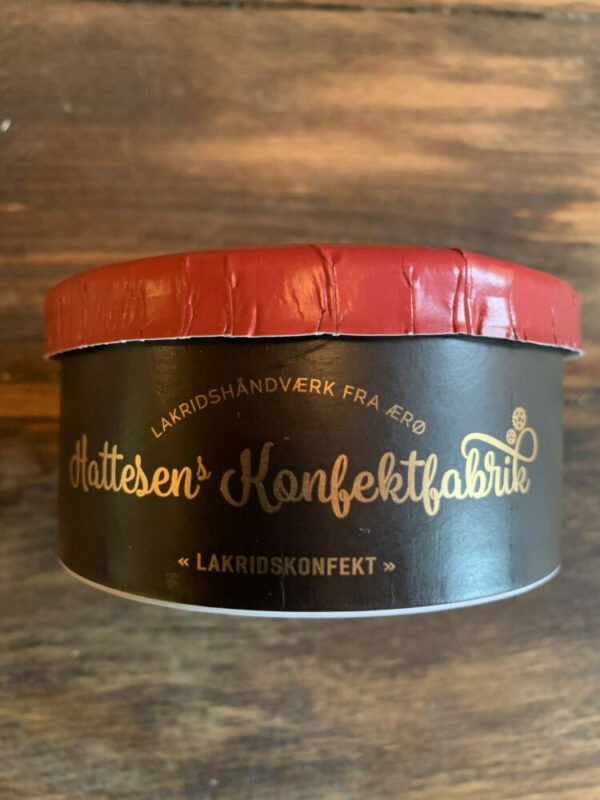 LAKRIDSHÅNDVÆRK FRA ÆRØ
Hattesens Konfektfabrik
« LAKRIDSKONFEKT »